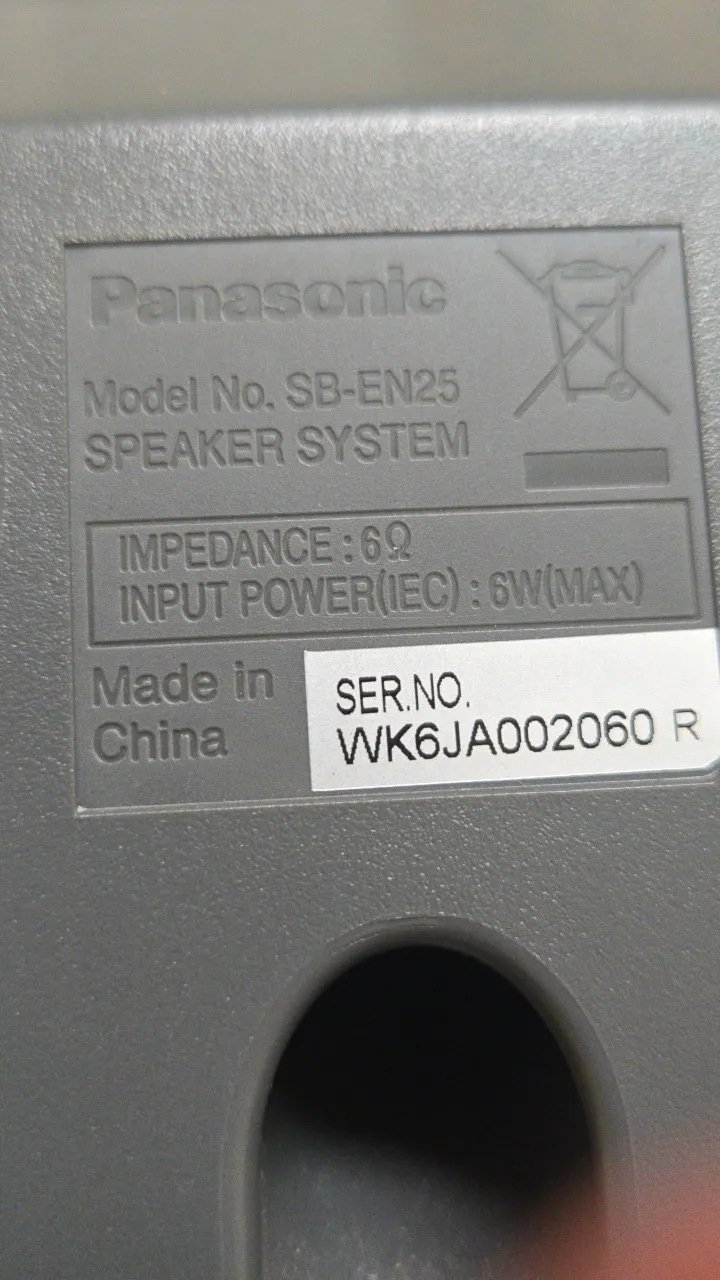 Panasonic
Model No. SB-EN25
SPEAKER SYSTEM
IMPEDANCE : 6Ω
INPUT POWER(IEC) : 6W(MAX)
Made in
China
SER.NO.
WK6JA002060 R